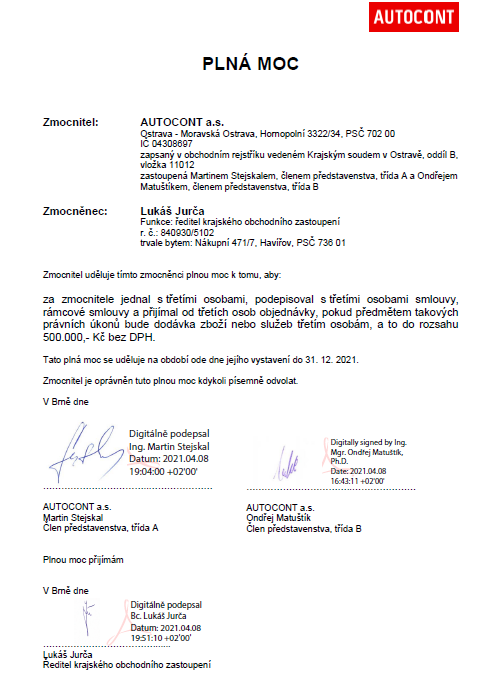 AUTOCONT
PLNÁ MOC
Zmocnitel: AUTOCONT a.s.
Ostrava - Moravská Ostrava, Hornopolní 3322/34, PSČ 702 00
IČ 04308697
zapsaný v obchodním rejstříku vedeném Krajským soudem v Ostravě, oddíl B,
vložka 11012
zastoupená Martinem Stejskalem, členem představenstva, třída A a Ondřejem
Matuštíkem, členem představenstva, třída B
Zmocněnec: Lukáš Jurča
Funkce: ředitel krajského obchodního zastoupení
r. č.: 840930/5102
trvale bytem: Nákupní 471/7, Havířov, PSČ 736 01
Zmocnitel uděluje tímto zmocněnci plnou moc k tomu, aby:
za zmocnitele jednal s třetími osobami, podepisoval s třetími osobami smlouvy,
rámcové smlouvy a přijímal od třetích osob objednávky, pokud předmětem takových
právních úkonů bude dodávka zboží nebo služeb třetím osobám, a to do rozsahu
500.000,- Kč bez DPH.
Tato plná moc se uděluje na období ode dne jejího vystavení do 31. 12. 2021.
Zmocnitel je oprávněn tuto plnou moc kdykoli písemně odvolat.
V Brně dne
Digitálně podepsal
Ing. Martin Stejskal
Datum: 2021.04.08
19:04:00 +02'00'
Digitally signed by Ing.
Mgr. Ondřej Matuštík,
Ph.D.
Date: 2021.04.08
16:43:11 +02'00'
AUTOCONT a.s.
Martin Stejskal
Člen představenstva, třída A
AUTOCONT a.s.
Ondřej Matuštík
Člen představenstva, třída B
Plnou moc přijímám
V Brně dne
Digitálně podepsal
Bc. Lukáš Jurča
Datum: 2021.04.08
19:51:10 +02'00'
Lukáš Jurča
Ředitel krajského obchodního zastoupení